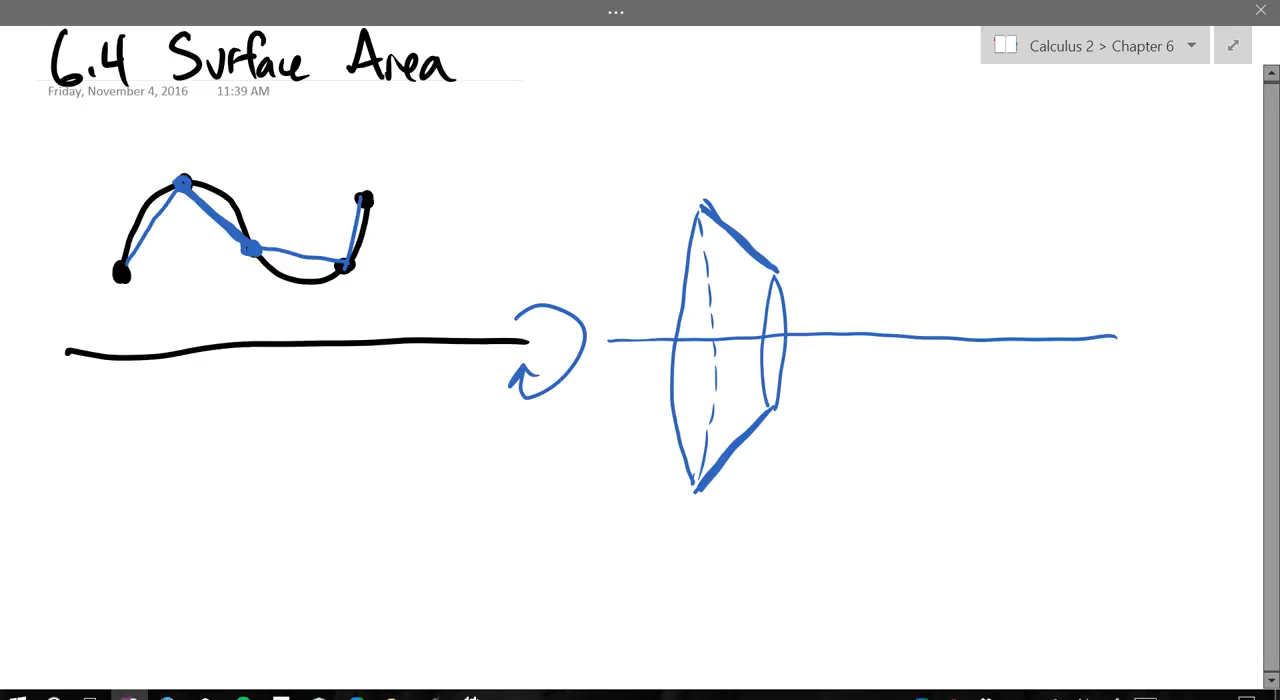 6.4 Surface Area
Calculus 2 > Chapter 6
Friday, November 4, 2016 11:39 AM